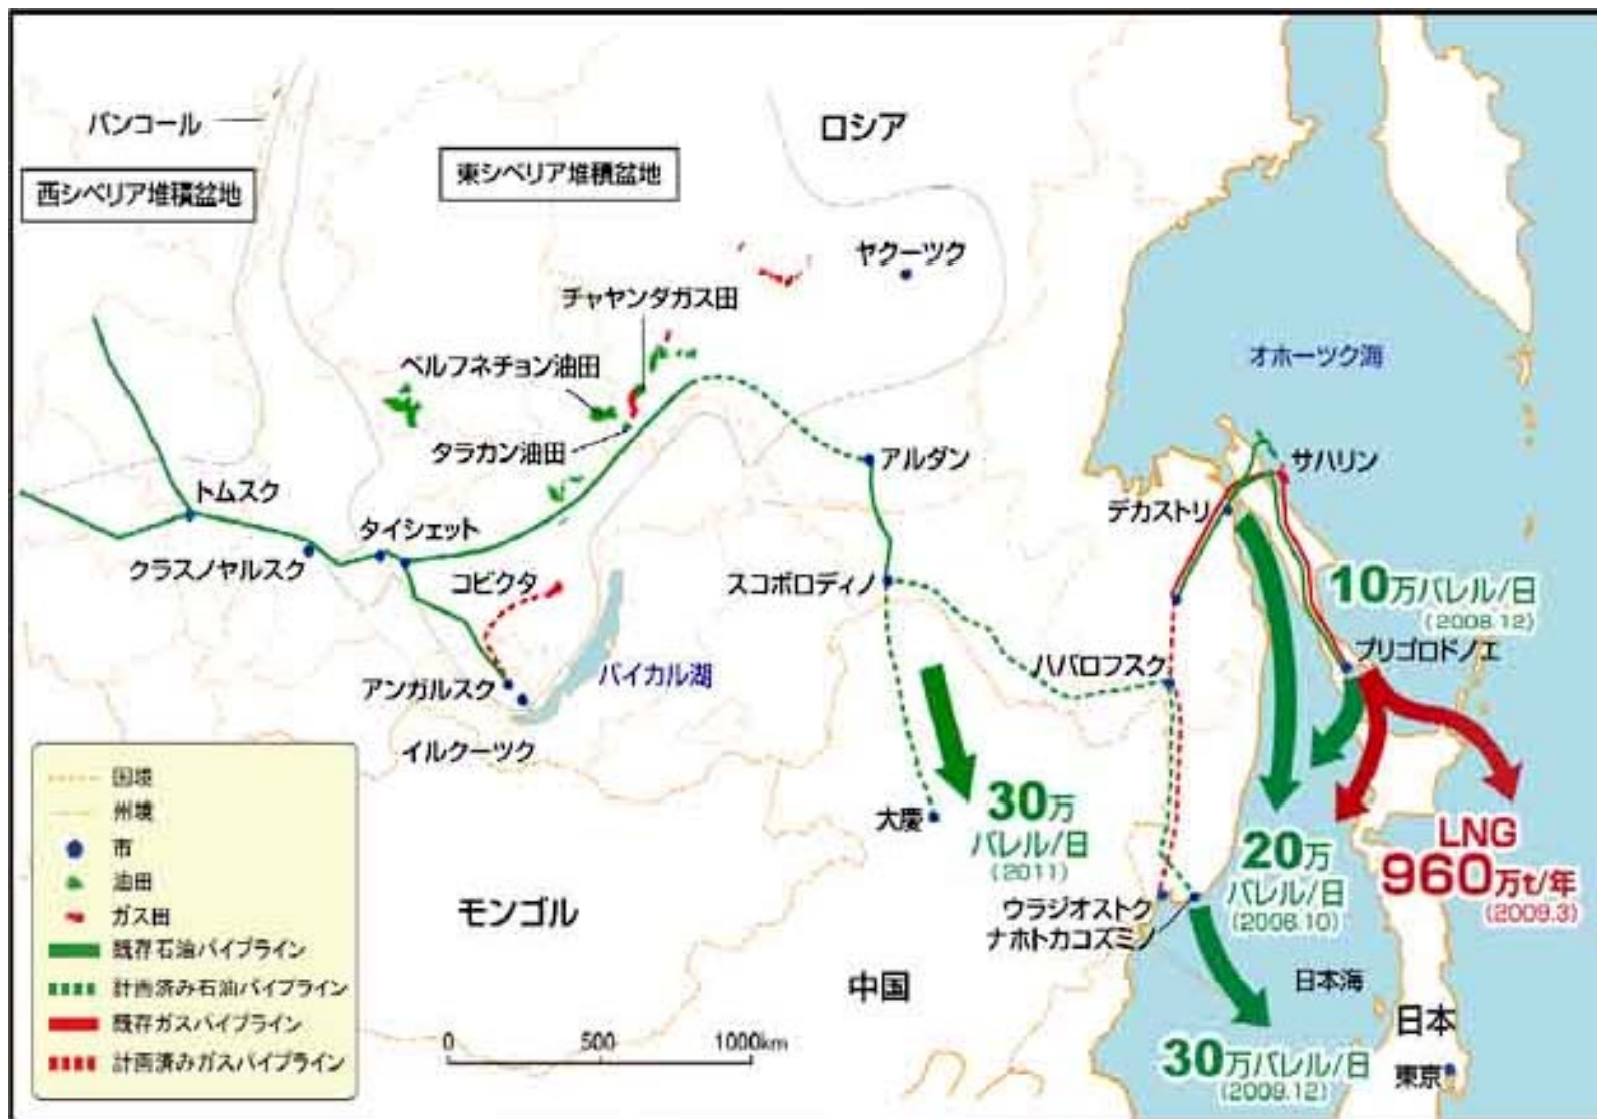 バンコール
ロシア
西シベリア堆積盆地
東シベリア堆積盆地
ヤクーツク
チャヤンダガス田
オホーツク海
ベルフネチョン油田
タラカン油田
アルダン
サハリン
トムスク
デカストリ
タイシェット
クラスノヤルスク
コビクタ
スコボロディノ
10万バレル/日
(2008.12)
プリゴロドノエ
ハバロフスク
アンガルスク
バイカル湖
イルクーツク
国境
州境
市
油田
ガス田
既存石油パイプライン
計画済み石油パイプライン
既存ガスパイプライン
計画済みガスパイプライン
大慶
30万
バレル/日
(2011)
20万
バレル/日
(2006.10)
LNG
960万t/年
(2009.3)
モンゴル
ウラジオストク
ナホトカコズミノ
中国
日本海
日本
0 500 1000km
30万バレル/日
(2009.12)
東京